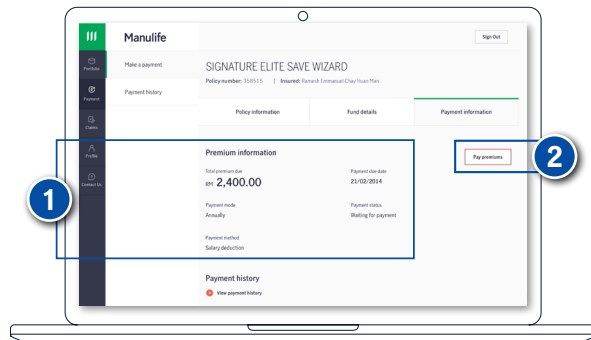 Manulife
Sign Out
Portfolio
Payment
Claims
Profile
Contact Us
Make a payment
Payment history
SIGNATURE ELITE SAVE WIZARD
Policy number: 358515 | Insured: Ramesh Emmanuel Chay Huan Man
Policy information
Fund details
Payment information
Premium information
Pay premiums
Total premium due
Payment due date
RM 2,400.00
21/02/2014
Payment mode
Payment status
Annually
Waiting for payment
Payment method
Salary deduction
Payment history
View payment history
1
2